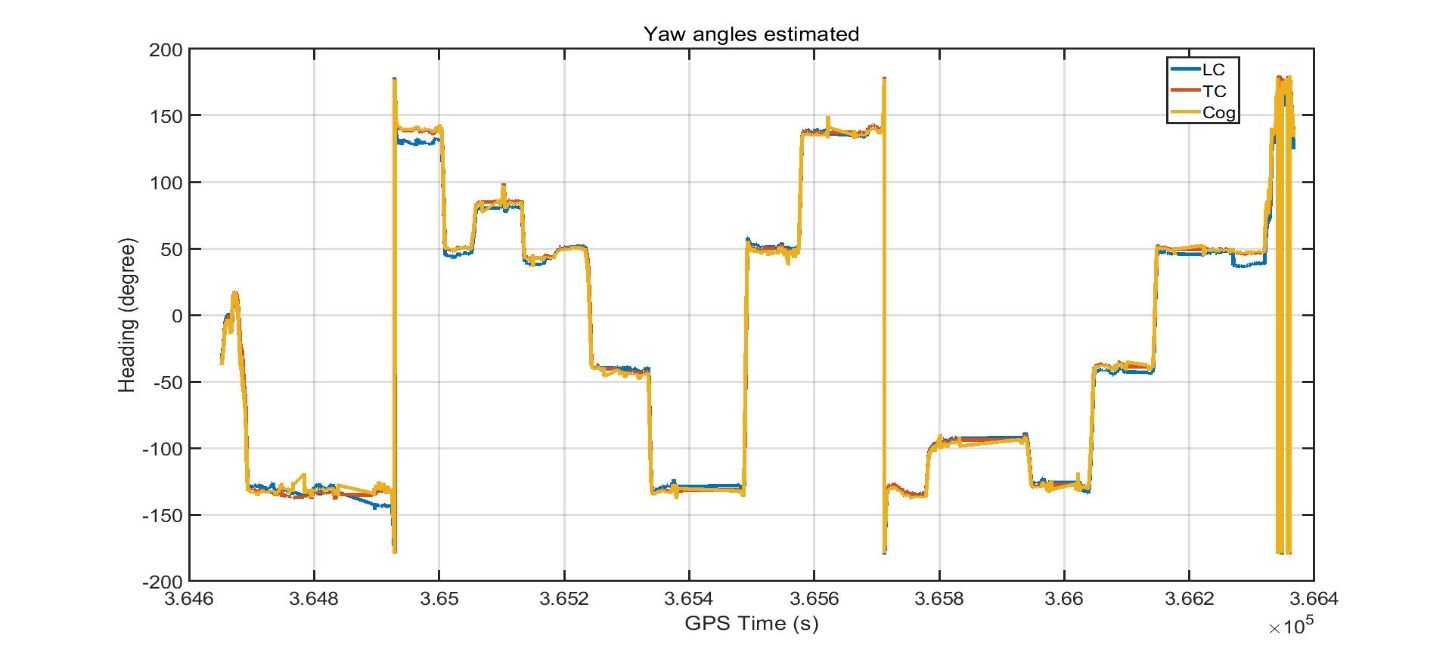 Yaw angles estimated
LC
TC
Cog
Heading (degree)
200
150
100
50
0
-50
-100
-150
-200
3.646 3.648 3.65 3.652 3.654 3.656 3.658 3.66 3.662 3.664
GPS Time (s)
×10⁵